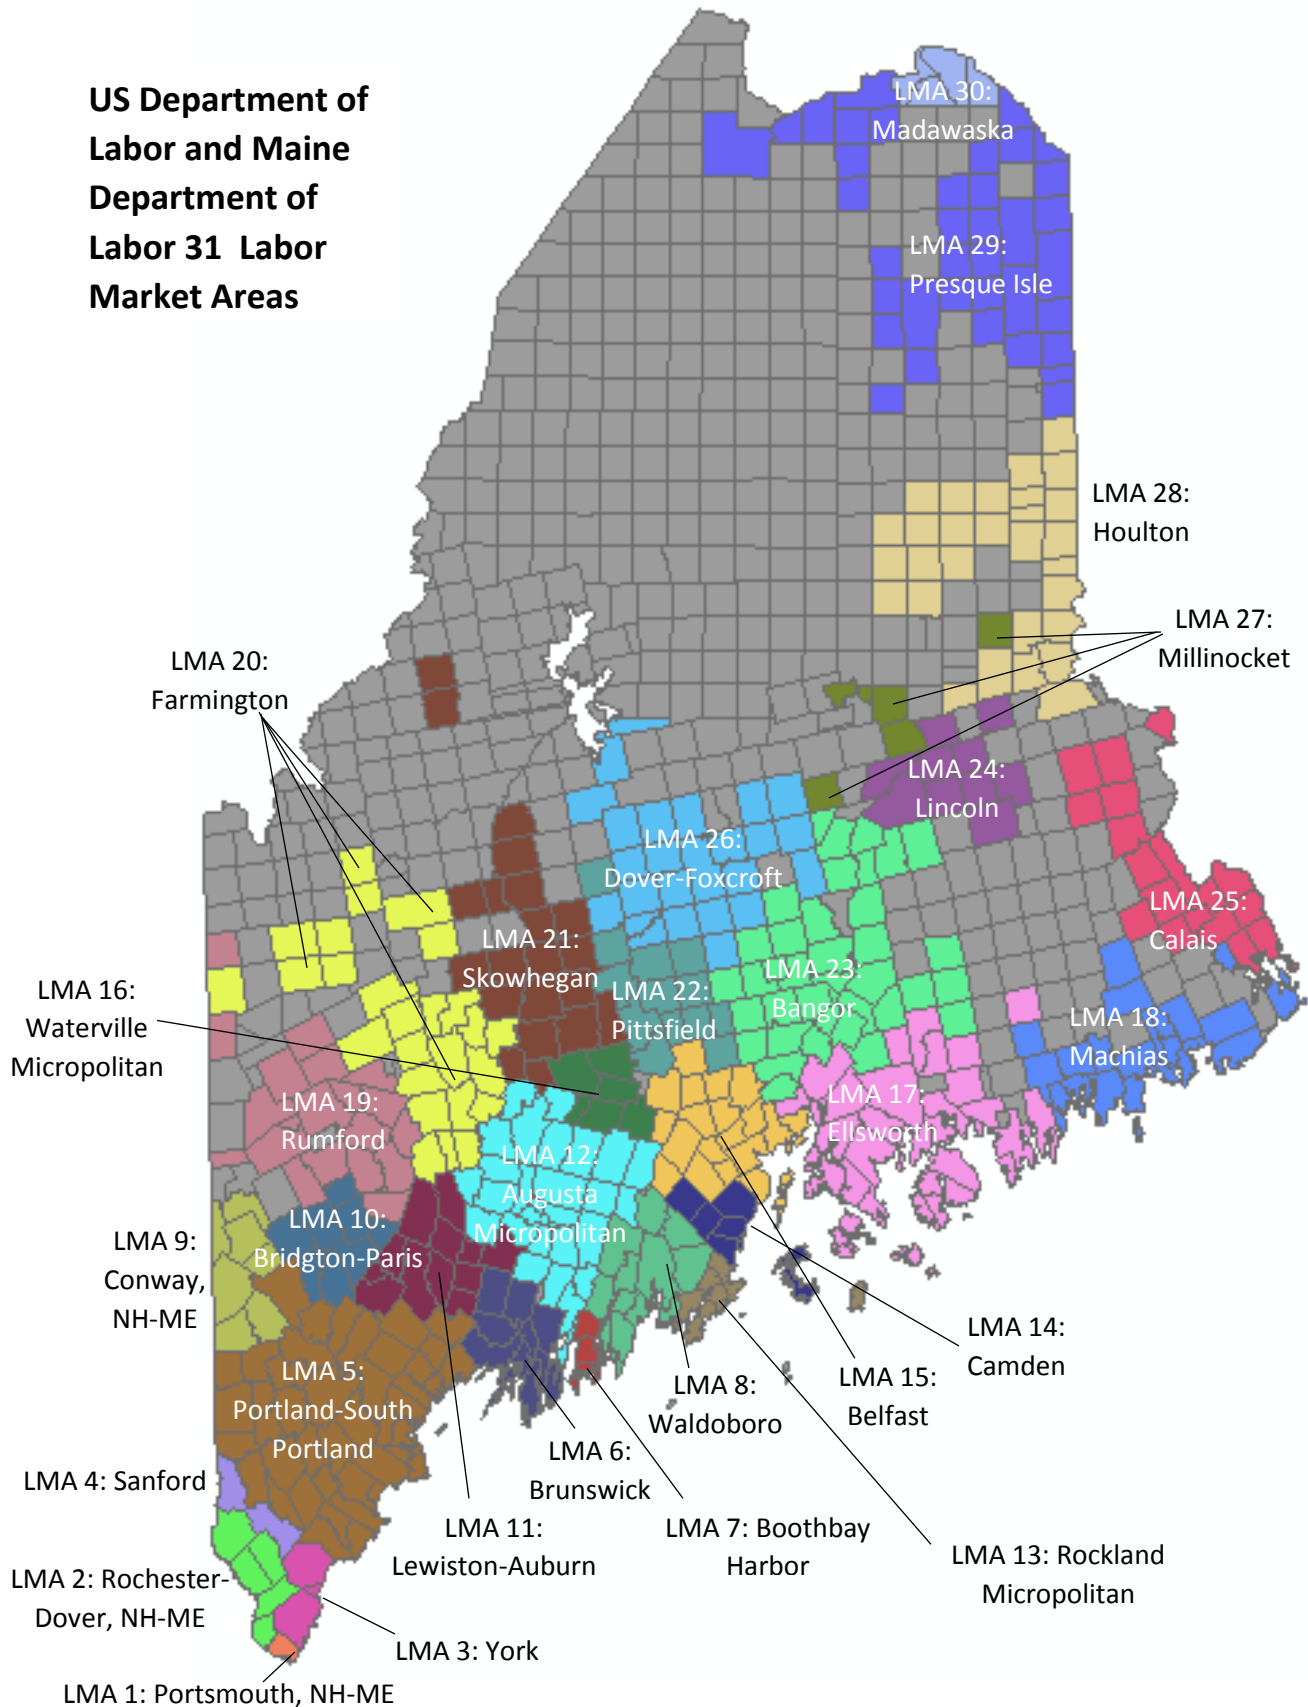 US Department of
Labor and Maine
Department of
Labor 31  Labor
Market Areas
LMA 30:
Madawaska
LMA 29:
Presque Isle
LMA 28:
Houlton
LMA 27:
Millinocket
LMA 20:
Farmington
LMA 24:
Lincoln
LMA 26:
Dover-Foxcroft
LMA 25:
Calais
LMA 21:
Skowhegan
LMA 23:
Bangor
LMA 22:
Pittsfield
LMA 16:
Waterville
Micropolitan
LMA 18:
Machias
LMA 19:
Rumford
LMA 17:
Ellsworth
LMA 12:
Augusta
Micropolitan
LMA 10:
Bridgton-Paris
LMA 9:
Conway,
NH-ME
LMA 14:
Camden
LMA 5:
Portland-South
Portland
LMA 8:
Waldoboro
LMA 15:
Belfast
LMA 6:
Brunswick
LMA 4: Sanford
LMA 11:
Lewiston-Auburn
LMA 7: Boothbay
Harbor
LMA 13: Rockland
Micropolitan
LMA 2: Rochester-
Dover, NH-ME
LMA 3: York
LMA 1: Portsmouth, NH-ME